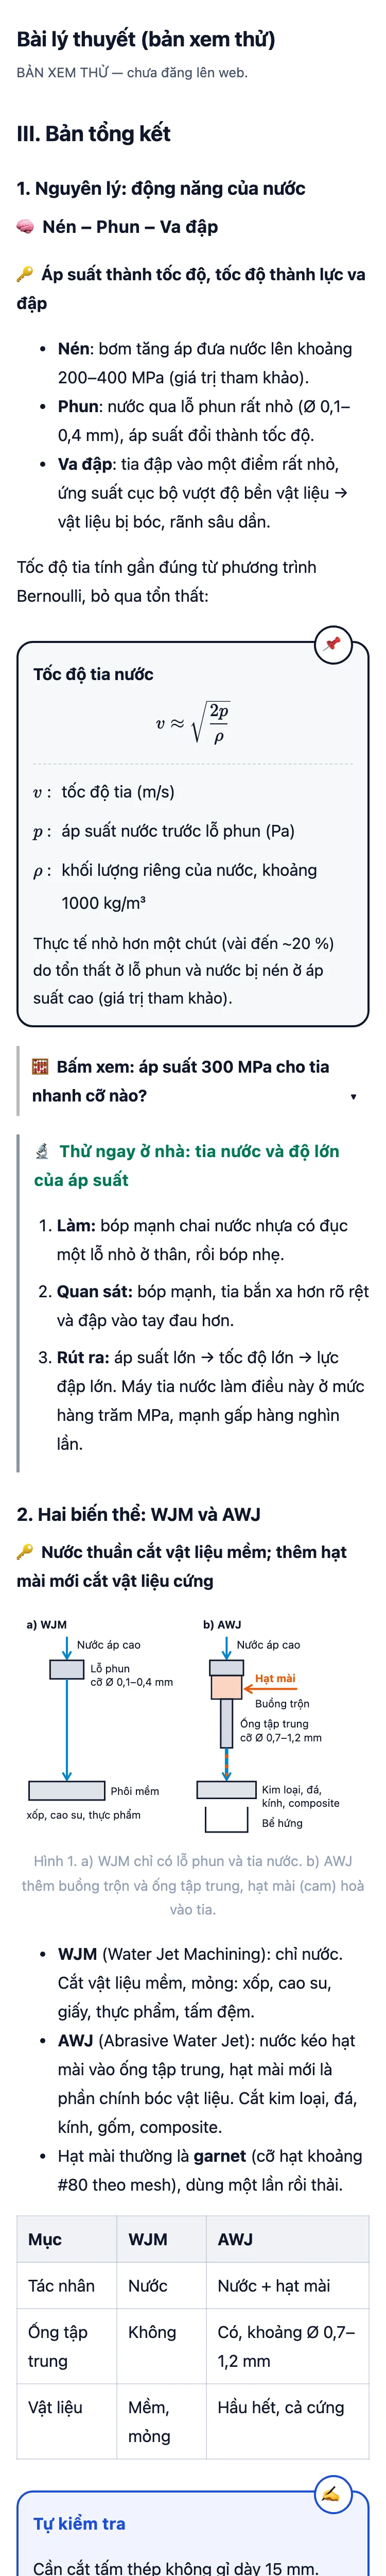 Bài lý thuyết (bản xem thử)
BẢN XEM THỬ — chưa đăng lên web.
III. Bản tổng kết
1. Nguyên lý: động năng của nước
🧠 Nén – Phun – Va đập
🔑 Áp suất thành tốc độ, tốc độ thành lực va
đập
• Nén: bơm tăng áp đưa nước lên khoảng
200–400 MPa (giá trị tham khảo).
• Phun: nước qua lỗ phun rất nhỏ (Ø 0,1–
0,4 mm), áp suất đổi thành tốc độ.
• Va đập: tia đập vào một điểm rất nhỏ,
ứng suất cục bộ vượt độ bền vật liệu →
vật liệu bị bóc, rãnh sâu dần.
Tốc độ tia tính gần đúng từ phương trình
Bernoulli, bỏ qua tổn thất:
📌
Tốc độ tia nước
v ≈ √(2p/ρ)
v : tốc độ tia (m/s)
p : áp suất nước trước lỗ phun (Pa)
ρ : khối lượng riêng của nước, khoảng
1000 kg/m³
Thực tế nhỏ hơn một chút (vài đến ~20 %)
do tổn thất ở lỗ phun và nước bị nén ở áp
suất cao (giá trị tham khảo).
🧮 Bấm xem: áp suất 300 MPa cho tia
nhanh cỡ nào? ▼
🔬 Thử ngay ở nhà: tia nước và độ lớn
của áp suất
1. Làm: bóp mạnh chai nước nhựa có đục
một lỗ nhỏ ở thân, rồi bóp nhẹ.
2. Quan sát: bóp mạnh, tia bắn xa hơn rõ rệt
và đập vào tay đau hơn.
3. Rút ra: áp suất lớn → tốc độ lớn → lực
đập lớn. Máy tia nước làm điều này ở mức
hàng trăm MPa, mạnh gấp hàng nghìn
lần.
2. Hai biến thể: WJM và AWJ
🔑 Nước thuần cắt vật liệu mềm; thêm hạt
mài mới cắt vật liệu cứng
a) WJM
Nước áp cao
Lỗ phun
cỡ Ø 0,1–0,4 mm
Phôi mềm
xốp, cao su, thực phẩm
b) AWJ
Nước áp cao
Hạt mài
Buồng trộn
Ống tập trung
cỡ Ø 0,7–1,2 mm
Kim loại, đá,
kính, composite
Bể hứng
Hình 1. a) WJM chỉ có lỗ phun và tia nước. b) AWJ
thêm buồng trộn và ống tập trung, hạt mài (cam) hoà
vào tia.
• WJM (Water Jet Machining): chỉ nước.
Cắt vật liệu mềm, mỏng: xốp, cao su,
giấy, thực phẩm, tấm đệm.
• AWJ (Abrasive Water Jet): nước kéo hạt
mài vào ống tập trung, hạt mài mới là
phần chính bóc vật liệu. Cắt kim loại, đá,
kính, gốm, composite.
• Hạt mài thường là garnet (cỡ hạt khoảng
#80 theo mesh), dùng một lần rồi thải.
Mục WJM AWJ
Tác nhân Nước Nước + hạt mài
Ống tập Không Có, khoảng Ø 0,7–
trung 1,2 mm
Vật liệu Mềm, Hầu hết, cả cứng
mỏng
✍️
Tự kiểm tra
Cần cắt tấm thép không gỉ dày 15 mm.